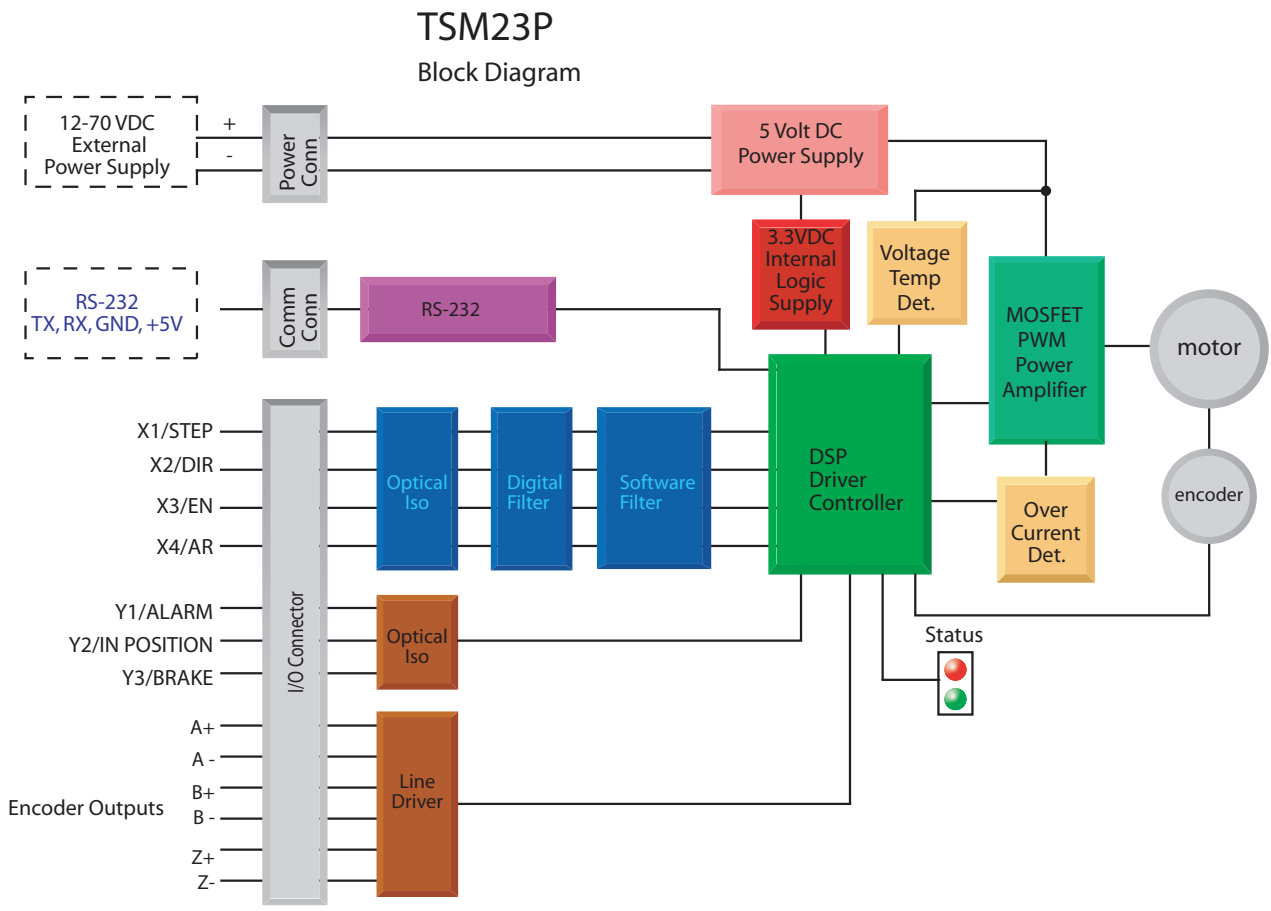 TSM23P
Block Diagram
12-70 VDC
External
Power Supply
+
-
Power
Conn
5 Volt DC
Power Supply
3.3VDC
Internal
Logic
Supply
Voltage
Temp
Det.
RS-232
TX, RX, GND, +5V
Comm
Conn
RS-232
MOSFET
PWM
Power
Amplifier
motor
encoder
X1/STEP
X2/DIR
X3/EN
X4/AR
Optical
Iso
Digital
Filter
Software
Filter
DSP
Driver
Controller
Over
Current
Det.
I/O Connector
Y1/ALARM
Y2/IN POSITION
Y3/BRAKE
Optical
Iso
Status
Encoder Outputs
A+
A -
B+
B -
Z+
Z-
Line
Driver